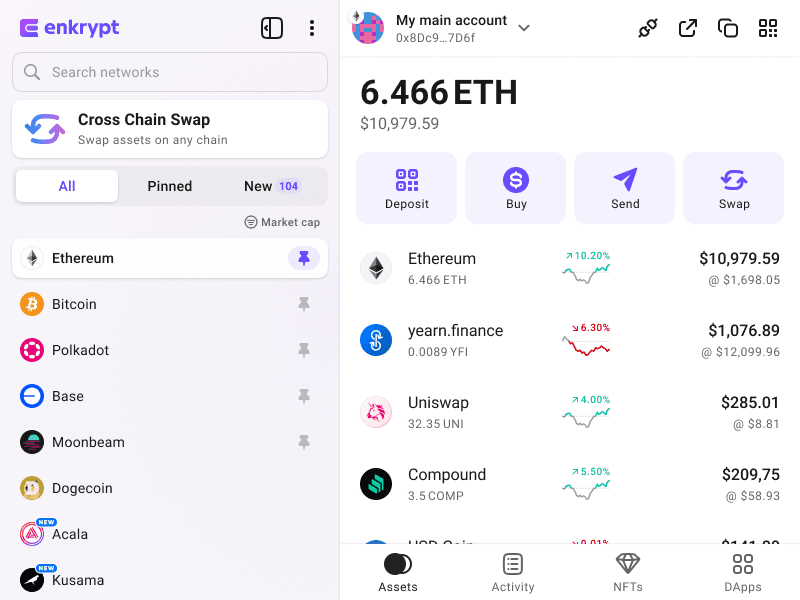 enkrypt
Search networks
Cross Chain Swap
Swap assets on any chain
All
Pinned
New 104
Market cap
Ethereum
Bitcoin
Polkadot
Base
Moonbeam
Dogecoin
NEW
Acala
NEW
Kusama
My main account
0x8Dc9...7D6f
6.466 ETH
$10,979.59
Deposit
Buy
Send
Swap
Ethereum
6.466 ETH
10.20%
$10,979.59
@ $1,698.05
yearn.finance
0.0089 YFI
6.30%
$1,076.89
@ $12,099.96
Uniswap
32.35 UNI
4.00%
$285.01
@ $8.81
Compound
3.5 COMP
5.50%
$209,75
@ $58.93
Assets
Activity
NFTs
DApps